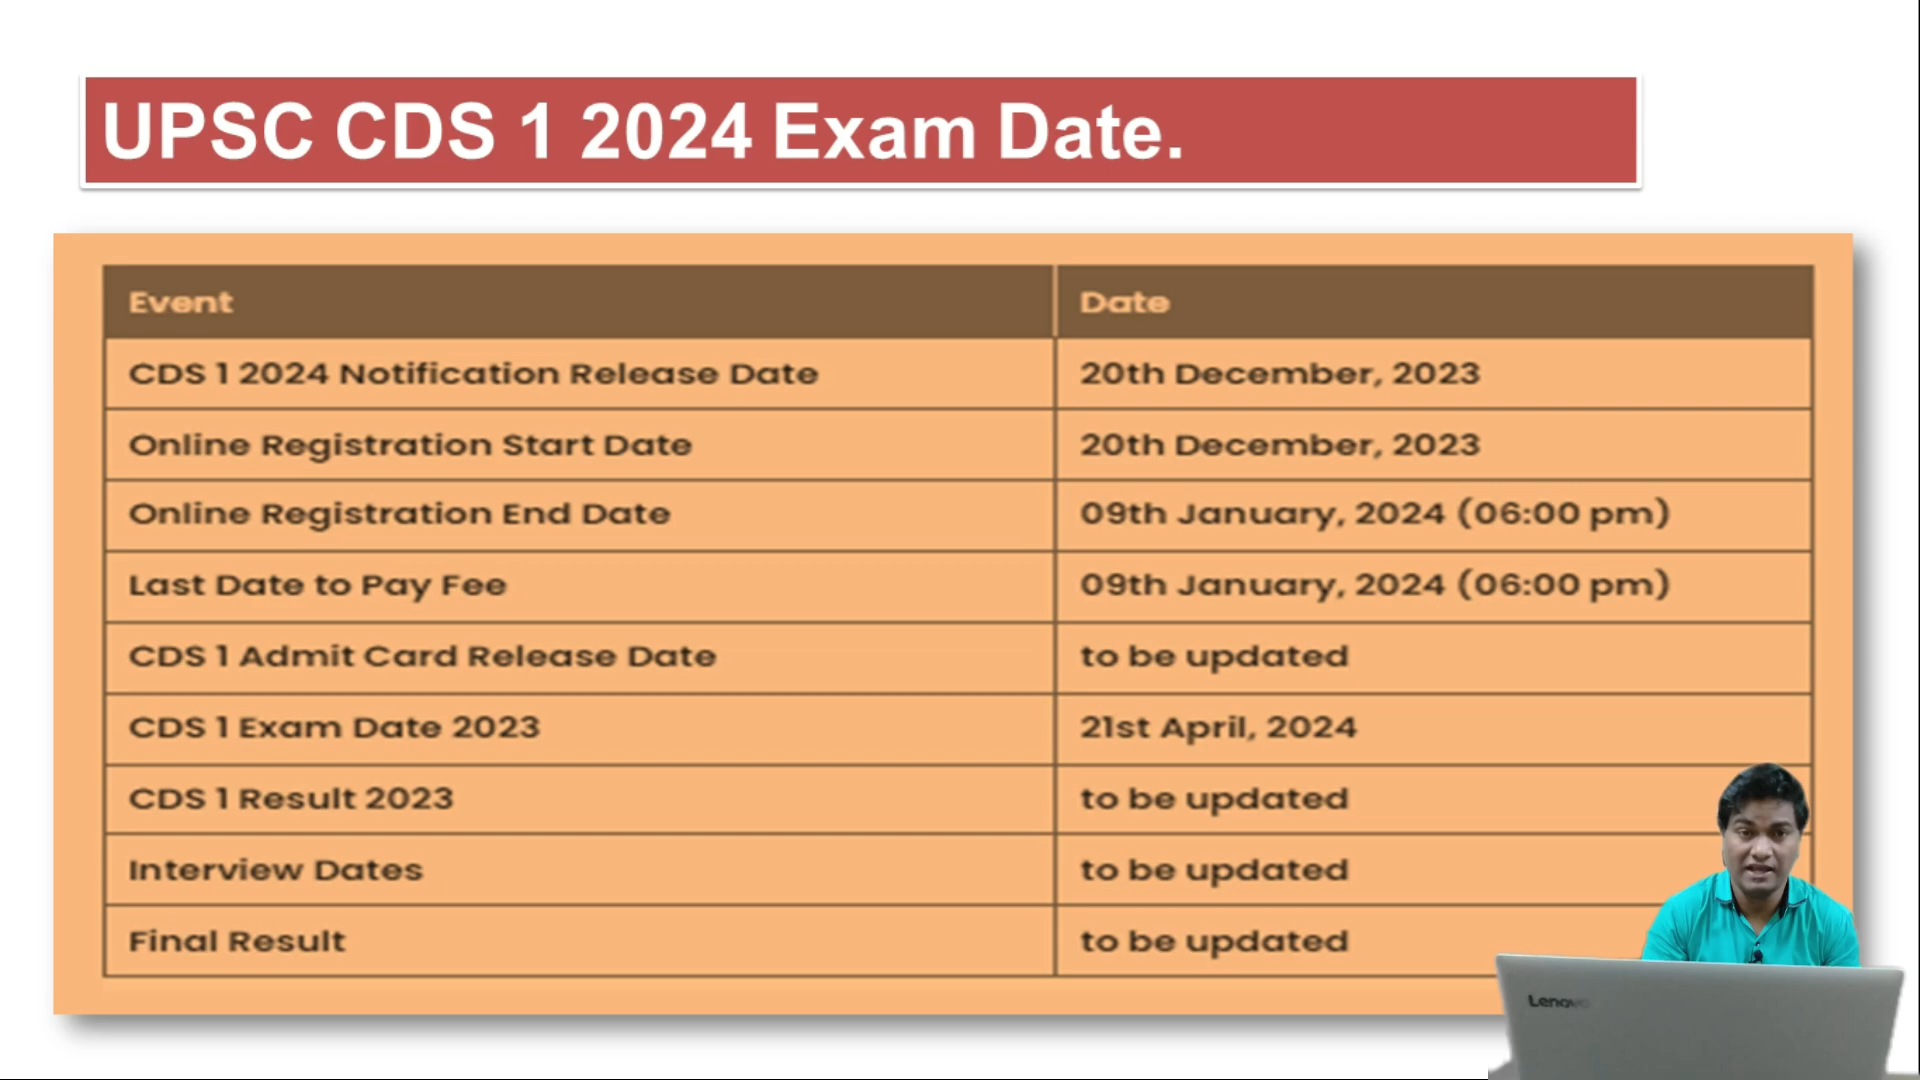 UPSC CDS 1 2024 Exam Date.
Event Date
CDS 1 2024 Notification Release Date 20th December, 2023
Online Registration Start Date 20th December, 2023
Online Registration End Date 09th January, 2024 (06:00 pm)
Last Date to Pay Fee 09th January, 2024 (06:00 pm)
CDS 1 Admit Card Release Date to be updated
CDS 1 Exam Date 2023 21st April, 2024
CDS 1 Result 2023 to be updated
Interview Dates to be updated
Final Result to be updated
Lenovo